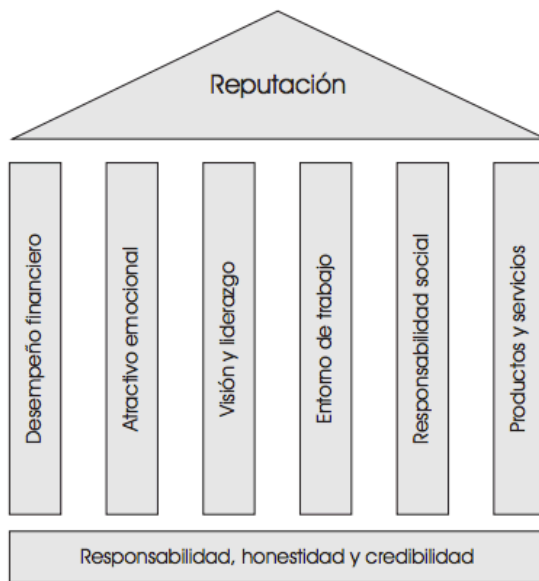 Reputación
Desempeño financiero
Atractivo emocional
Visión y liderazgo
Entorno de trabajo
Responsabilidad social
Productos y servicios
Responsabilidad, honestidad y credibilidad